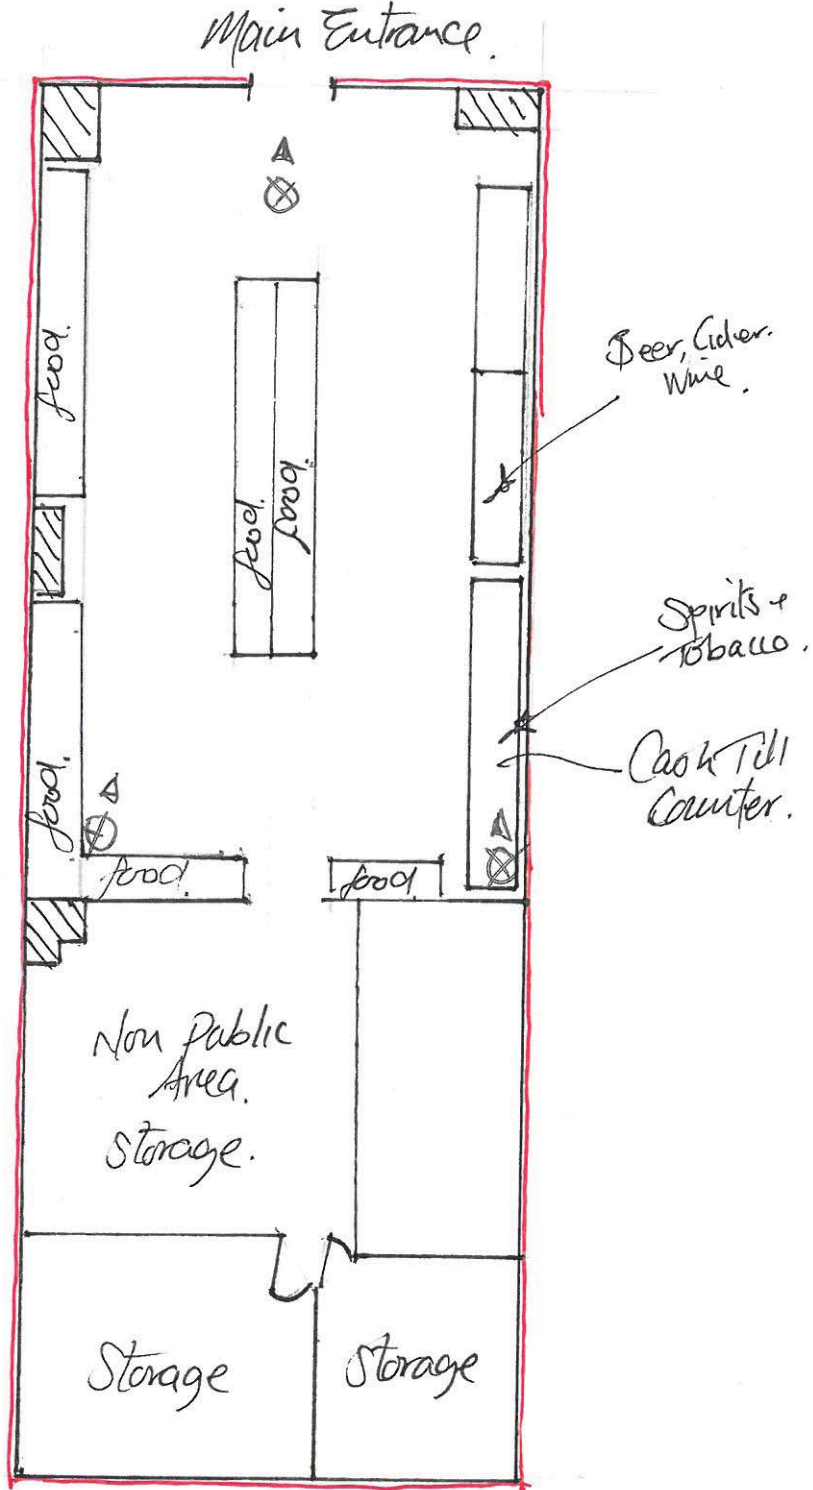 Main Entrance.
food.
Beer, Cider.
Wine.
food.
food.
Spirits +
Tobacco.
Cash Till
Counter.
food.
food.
food.
Non Public
Area.
Storage.
Storage
Storage